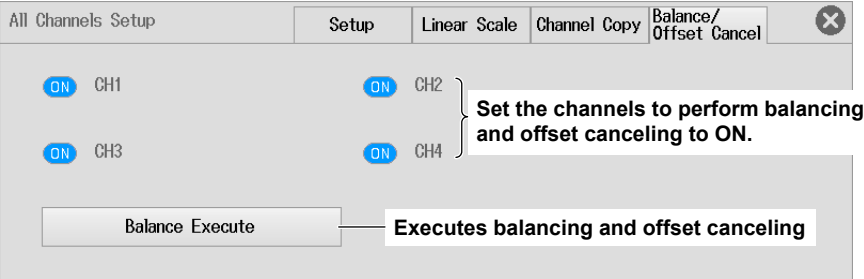 All Channels Setup
Setup
Linear Scale
Channel Copy
Balance/
Offset Cancel
ON CH1
ON CH2
Set the channels to perform balancing
and offset canceling to ON.
ON CH3
ON CH4
Balance Execute
Executes balancing and offset canceling